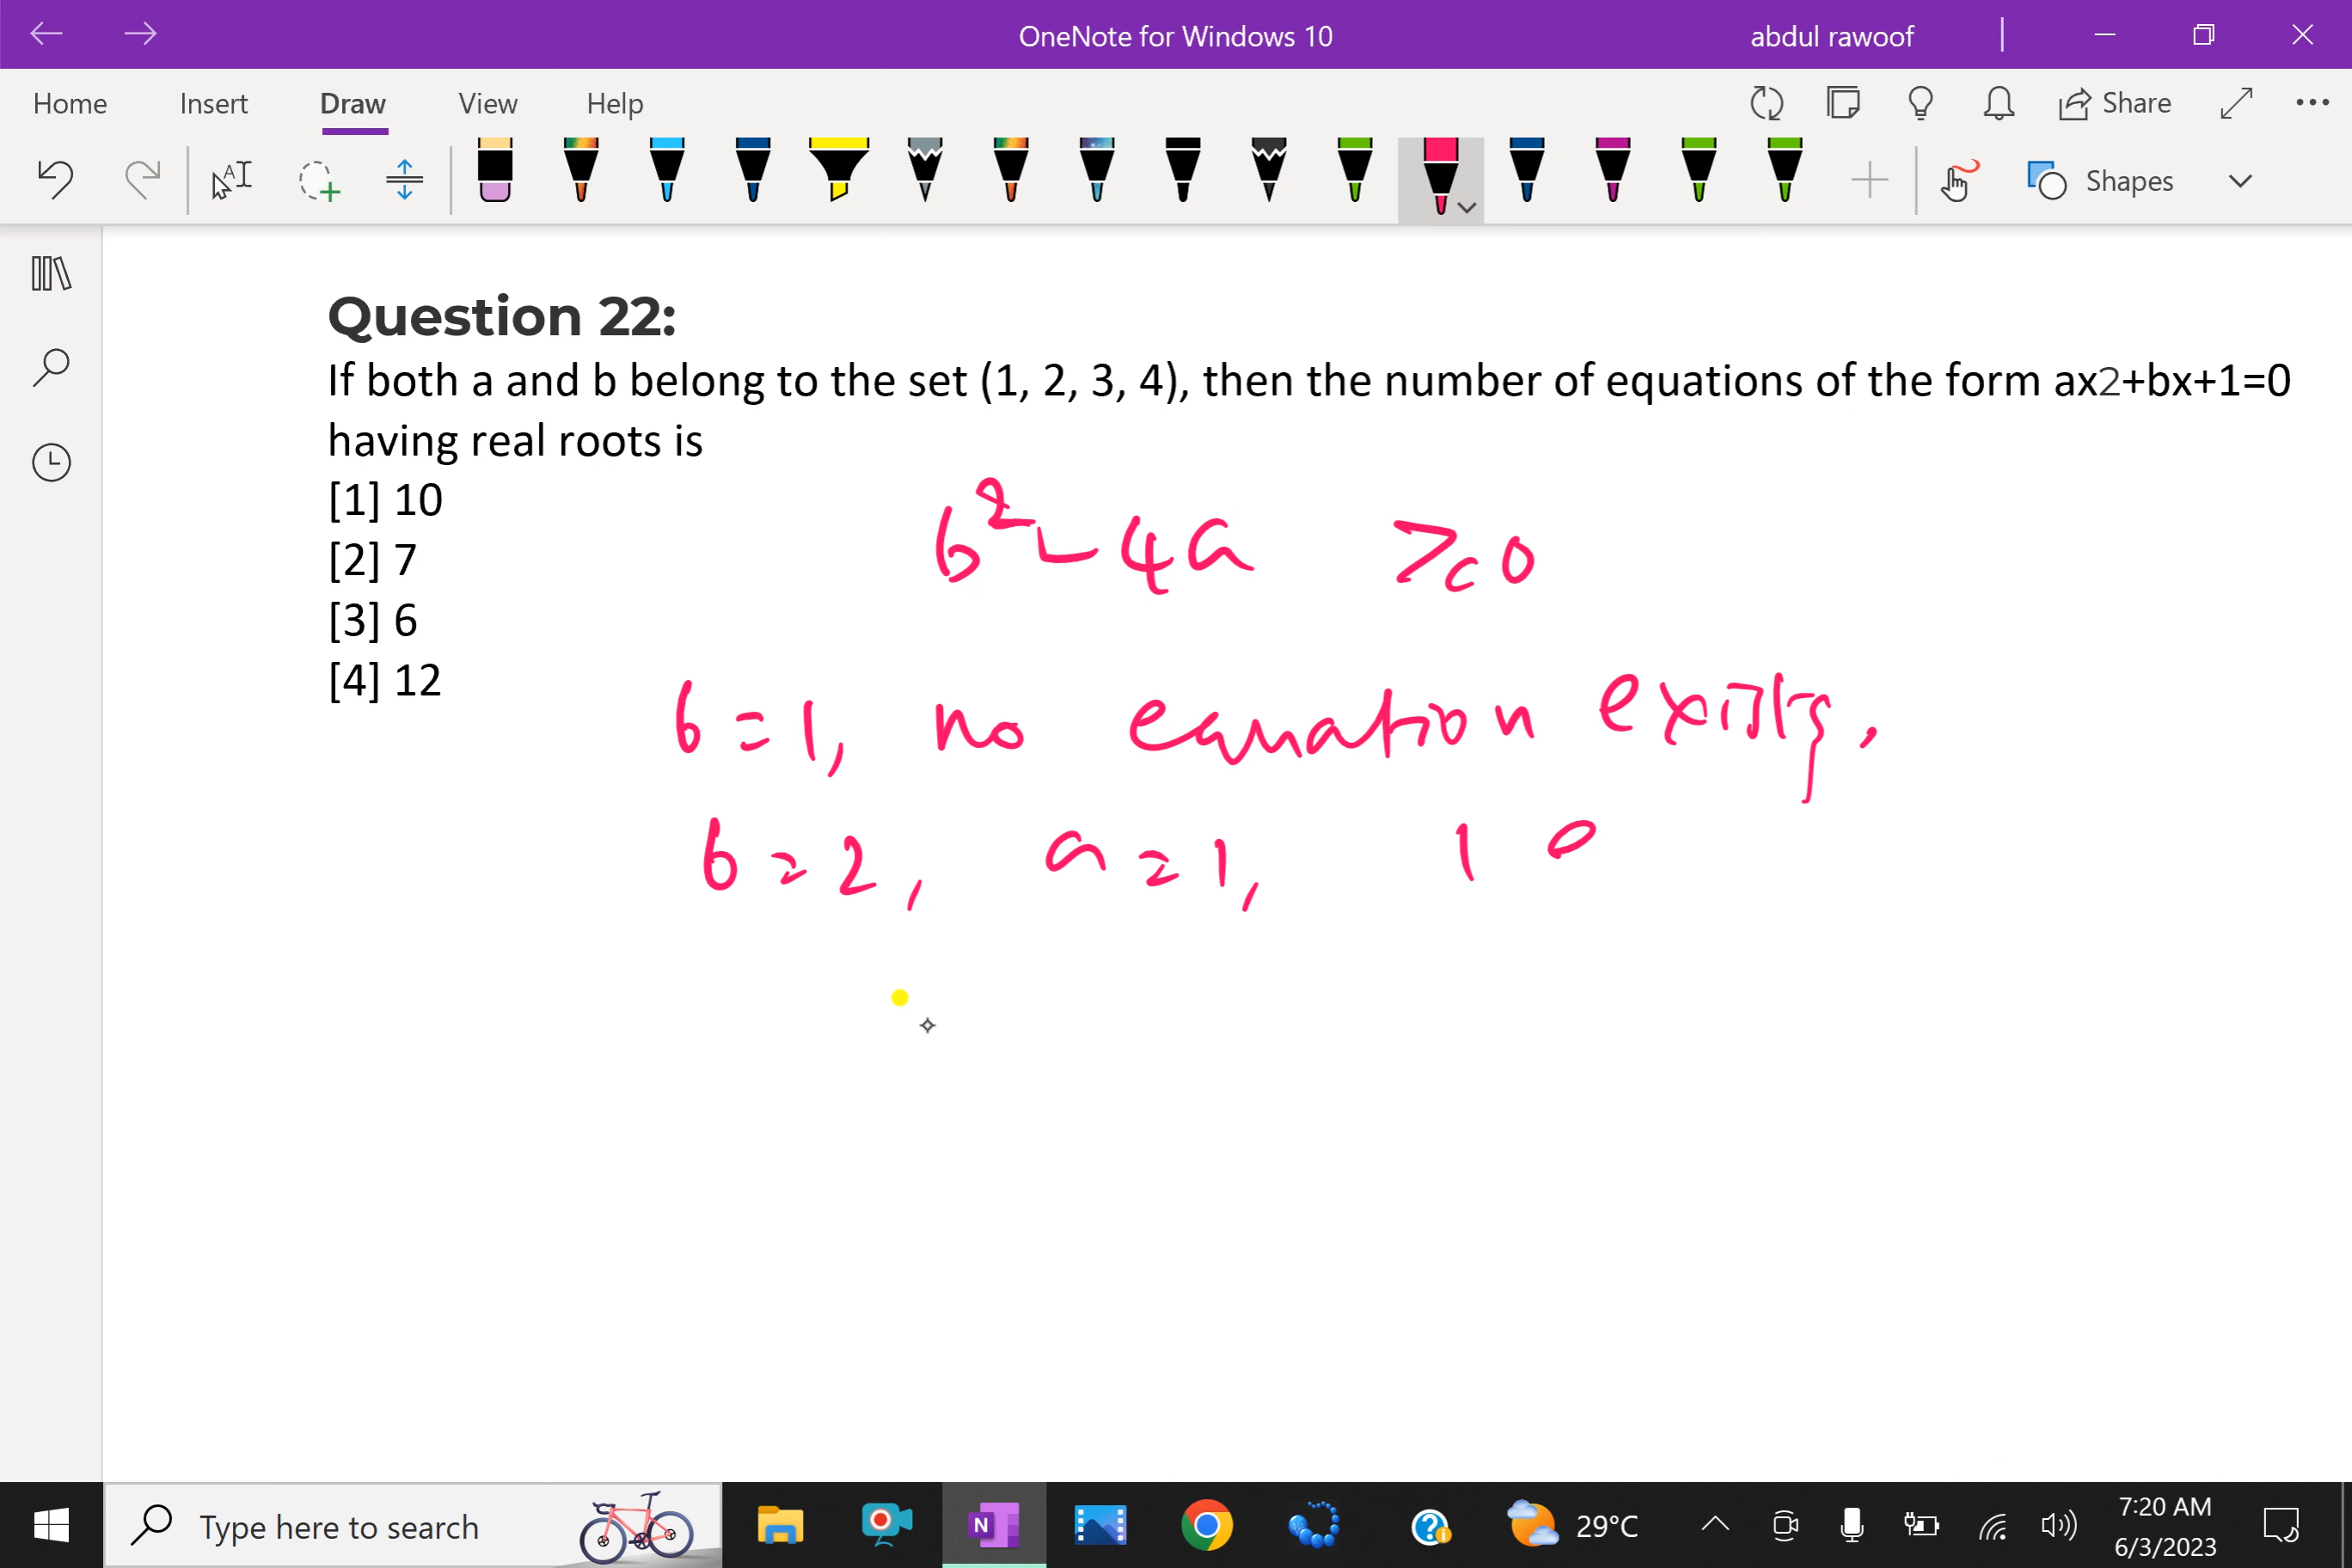 OneNote for Windows 10
abdul rawoof
Home Insert Draw View Help
Share
Shapes
Question 22:
If both a and b belong to the set (1, 2, 3, 4), then the number of equations of the form ax2+bx+1=0
having real roots is
[1] 10
[2] 7
[3] 6
[4] 12
b²-4a ≥ 0
b=1, no equation exists,
b=2, a=1, 1
Type here to search
29°C
7:20 AM
6/3/2023